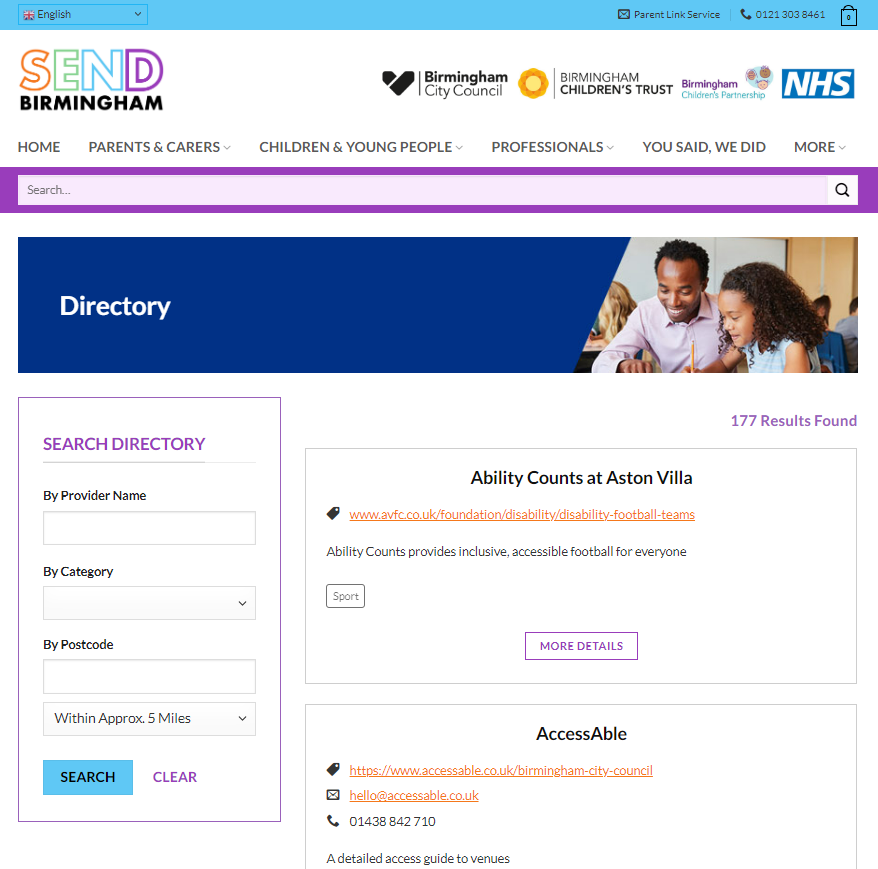 English
Parent Link Service
0121 303 8461
0
SEND
BIRMINGHAM
Birmingham
City Council
BIRMINGHAM
CHILDREN'S TRUST
Birmingham
Children's Partnership
NHS
HOME
PARENTS & CARERS
CHILDREN & YOUNG PEOPLE
PROFESSIONALS
YOU SAID, WE DID
MORE
Search...
Directory
SEARCH DIRECTORY
By Provider Name
By Category
By Postcode
Within Approx. 5 Miles
SEARCH
CLEAR
177 Results Found
Ability Counts at Aston Villa
www.avfc.co.uk/foundation/disability/disability-football-teams
Ability Counts provides inclusive, accessible football for everyone
Sport
MORE DETAILS
AccessAble
https://www.accessable.co.uk/birmingham-city-council
hello@accessable.co.uk
01438 842 710
A detailed access guide to venues